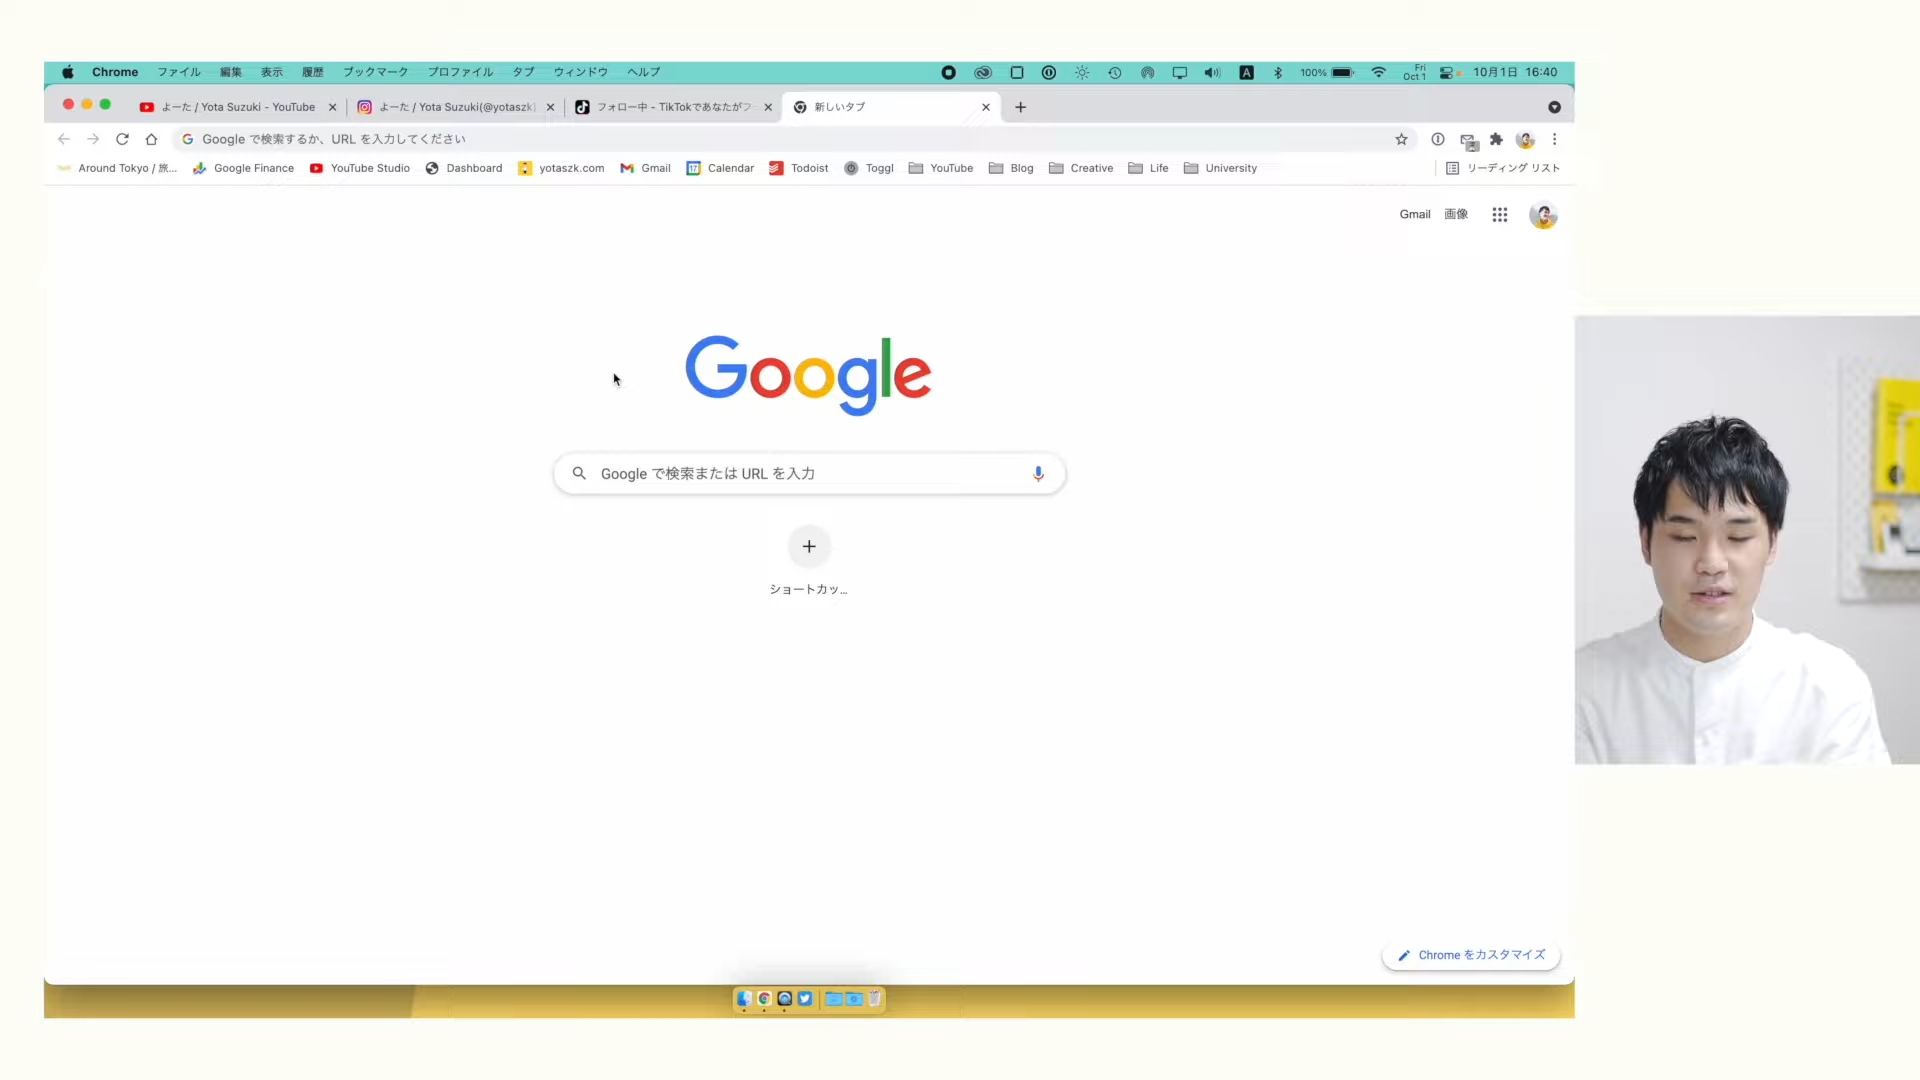 Chrome ファイル 編集 表示 履歴 ブックマーク プロファイル タブ ウィンドウ ヘルプ A 100% Fri Oct 1 10月1日 16:40
よーた / Yota Suzuki - YouTube よーた / Yota Suzuki(@yotaszk) フォロー中 - TikTokであなたがフ 新しいタブ
Google で検索するか、URL を入力してください
Around Tokyo / 旅... Google Finance YouTube Studio Dashboard yotaszk.com Gmail 17 Calendar Todoist Toggl YouTube Blog Creative Life University リーディング リスト
Gmail 画像
Google
Google で検索または URL を入力
ショートカッ...
Chrome をカスタマイズ